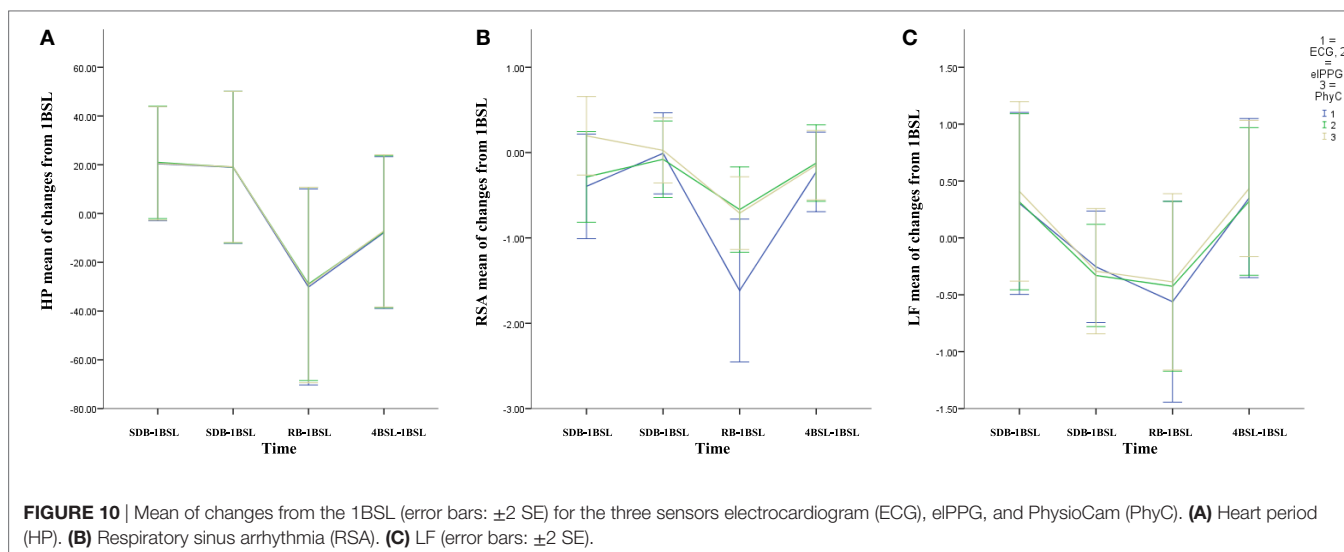 A
HP mean of changes from 1BSL
60.00
40.00
20.00
0.00
-20.00
-40.00
-60.00
-80.00
SDB-1BSL SDB-1BSL RB-1BSL 4BSL-1BSL
Time
B
RSA mean of changes from 1BSL
1.00
0.00
-1.00
-2.00
-3.00
SDB-1BSL SDB-1BSL RB-1BSL 4BSL-1BSL
Time
C
LF mean of changes from 1BSL
1.50
1.00
0.50
0.00
-0.50
-1.00
-1.50
SDB-1BSL SDB-1BSL RB-1BSL 4BSL-1BSL
Time
1 =
ECG, 2
=
elPPG
3 =
PhyC
1
2
3
FIGURE 10 | Mean of changes from the 1BSL (error bars: ±2 SE) for the three sensors electrocardiogram (ECG), elPPG, and PhysioCam (PhyC). (A) Heart period
(HP). (B) Respiratory sinus arrhythmia (RSA). (C) LF (error bars: ±2 SE).